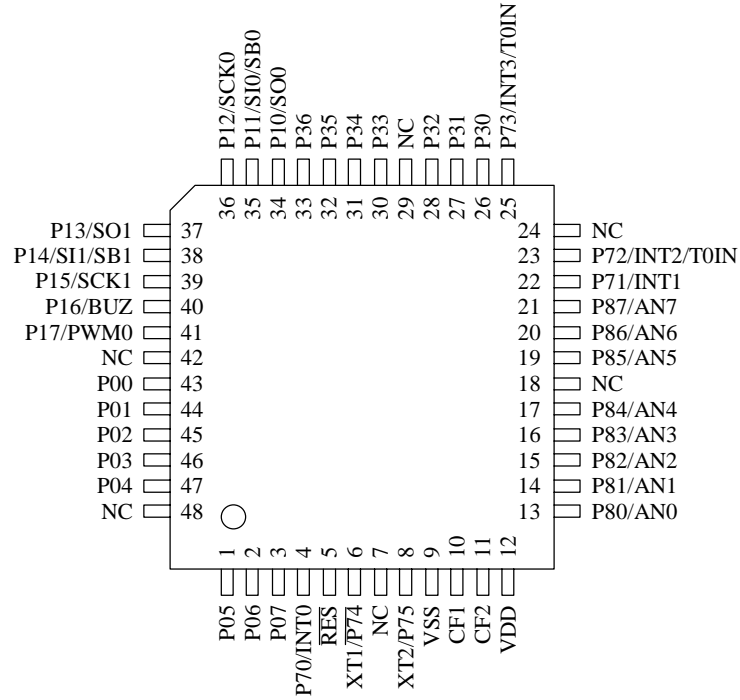 P12/SCK0
P11/SI0/SB0
P10/SO0
P36
P35
P34
P33
NC
P32
P31
P30
P73/INT3/T0IN
36
35
34
33
32
31
30
29
28
27
26
25
P13/SO1 37
P14/SI1/SB1 38
P15/SCK1 39
P16/BUZ 40
P17/PWM0 41
NC 42
P00 43
P01 44
P02 45
P03 46
P04 47
NC 48
24 NC
23 P72/INT2/T0IN
22 P71/INT1
21 P87/AN7
20 P86/AN6
19 P85/AN5
18 NC
17 P84/AN4
16 P83/AN3
15 P82/AN2
14 P81/AN1
13 P80/AN0
1
2
3
4
5
6
7
8
9
10
11
12
P05
P06
P07
P70/INT0
RES
XT1/P74
NC
XT2/P75
VSS
CF1
CF2
VDD